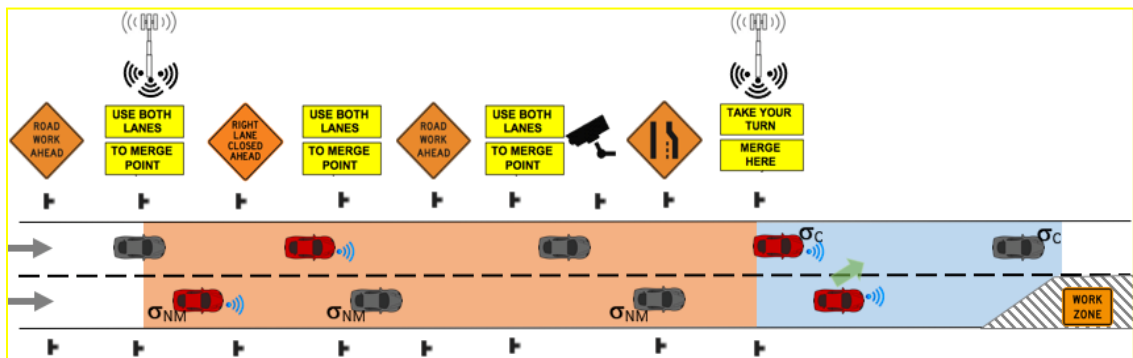 ROAD
WORK
AHEAD
USE BOTH
LANES
TO MERGE
POINT
RIGHT
LANE
CLOSED
AHEAD
USE BOTH
LANES
TO MERGE
POINT
ROAD
WORK
AHEAD
USE BOTH
LANES
TO MERGE
POINT
TAKE YOUR
TURN
MERGE
HERE
σC
σC
σNM
σNM
σNM
WORK
ZONE